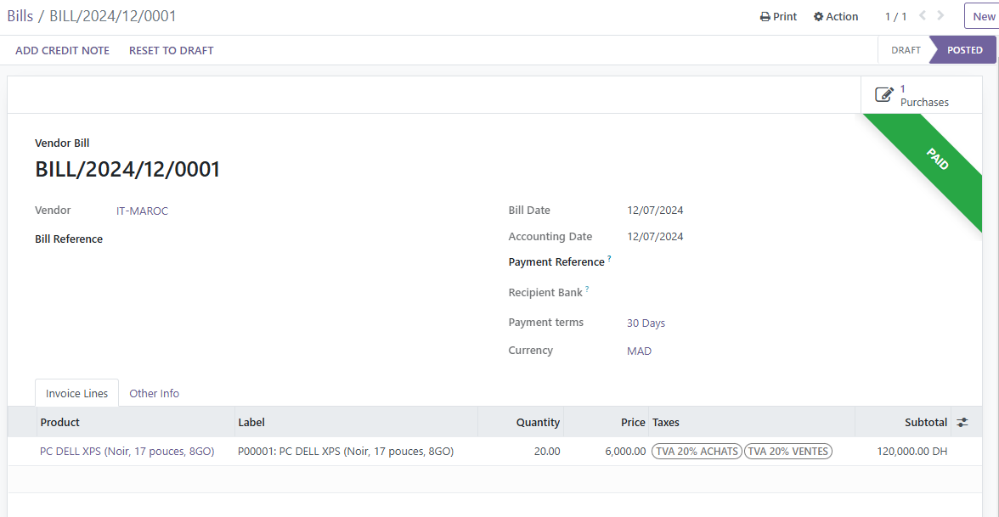 Bills / BILL/2024/12/0001 Print Action 1 / 1 New
ADD CREDIT NOTE RESET TO DRAFT DRAFT POSTED
1
Purchases
PAID
Vendor Bill
BILL/2024/12/0001
Vendor IT-MAROC Bill Date 12/07/2024
Bill Reference Accounting Date 12/07/2024
Payment Reference ?
Recipient Bank ?
Payment terms 30 Days
Currency MAD
Invoice Lines Other Info
Product Label Quantity Price Taxes Subtotal
PC DELL XPS (Noir, 17 pouces, 8GO) P00001: PC DELL XPS (Noir, 17 pouces, 8GO) 20.00 6,000.00 TVA 20% ACHATS TVA 20% VENTES 120,000.00 DH